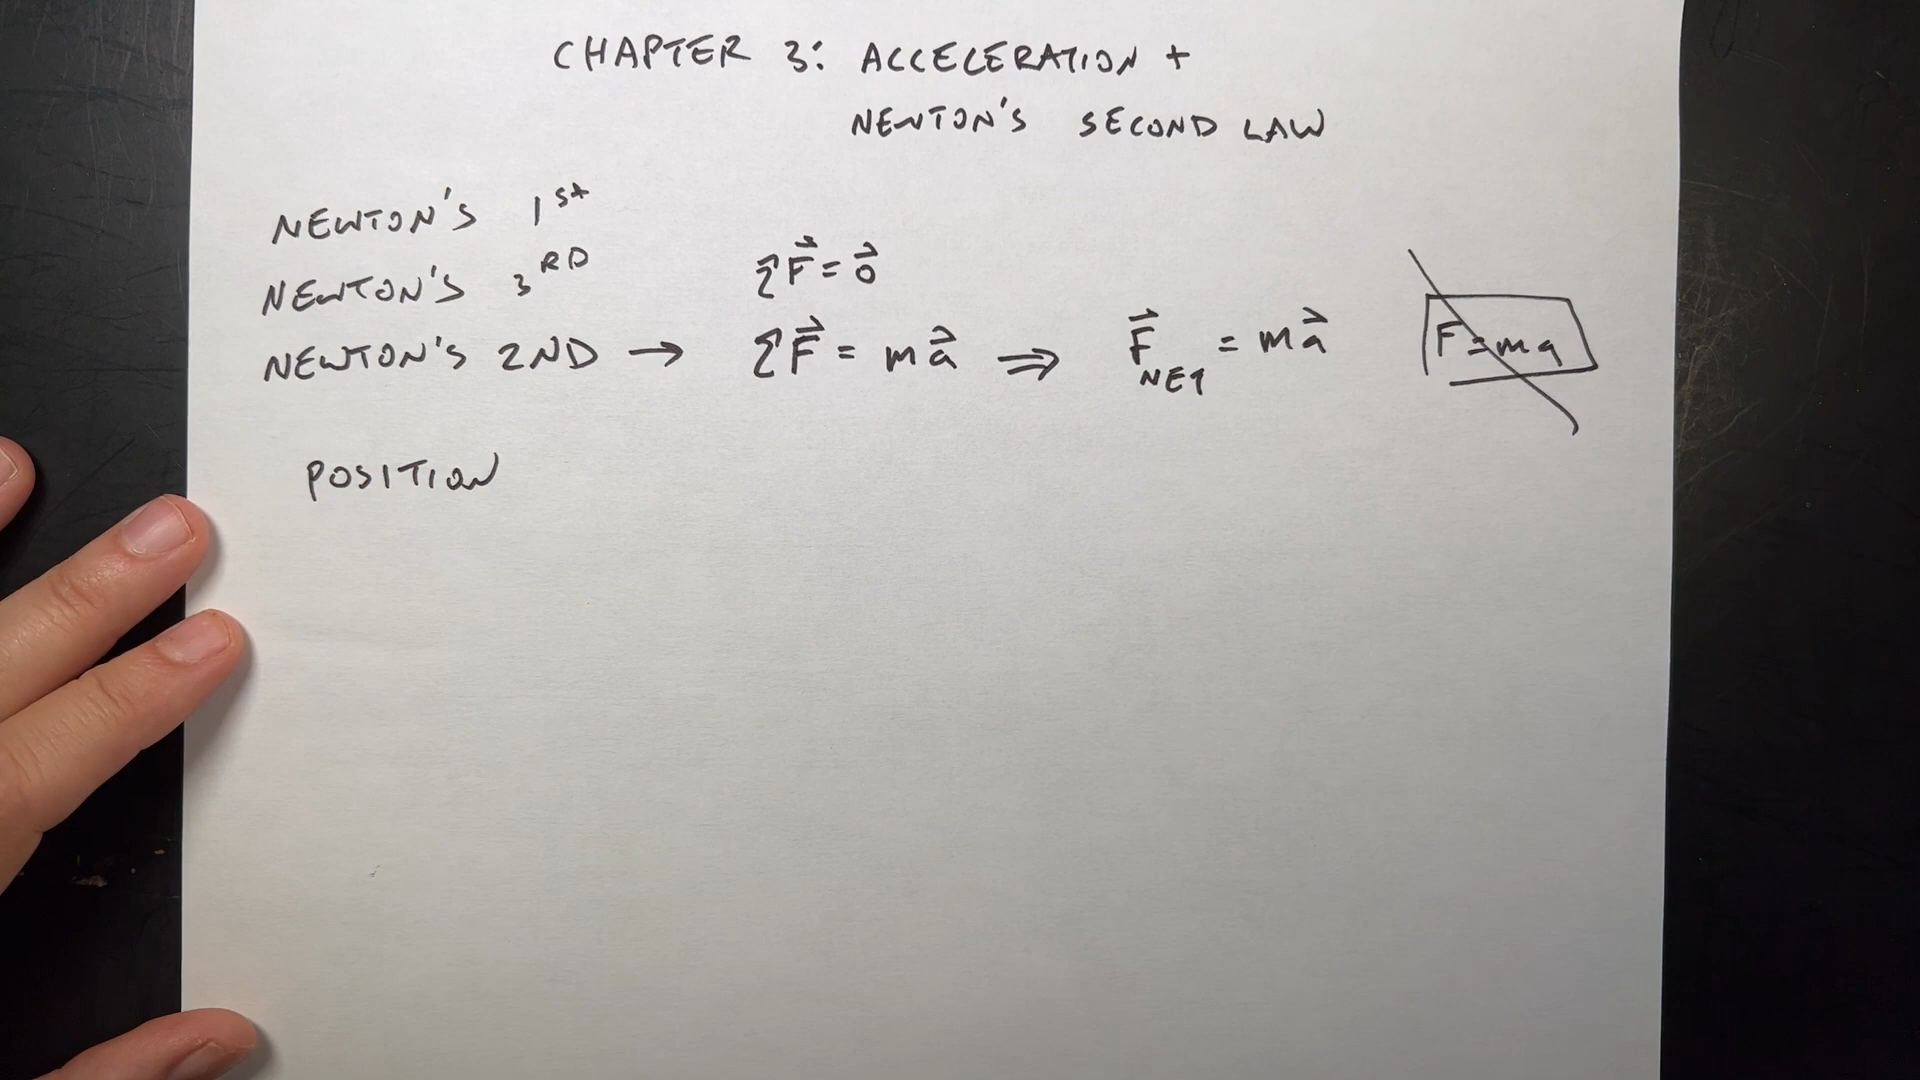 CHAPTER 3: ACCELERATION +
NEWTON'S SECOND LAW
NEWTON'S 1ST
NEWTON'S 3RD
ΣF⃗ = 0⃗
NEWTON'S 2ND → ΣF⃗ = ma⃗ ⇒ F⃗NET = ma⃗
F = ma
POSITION